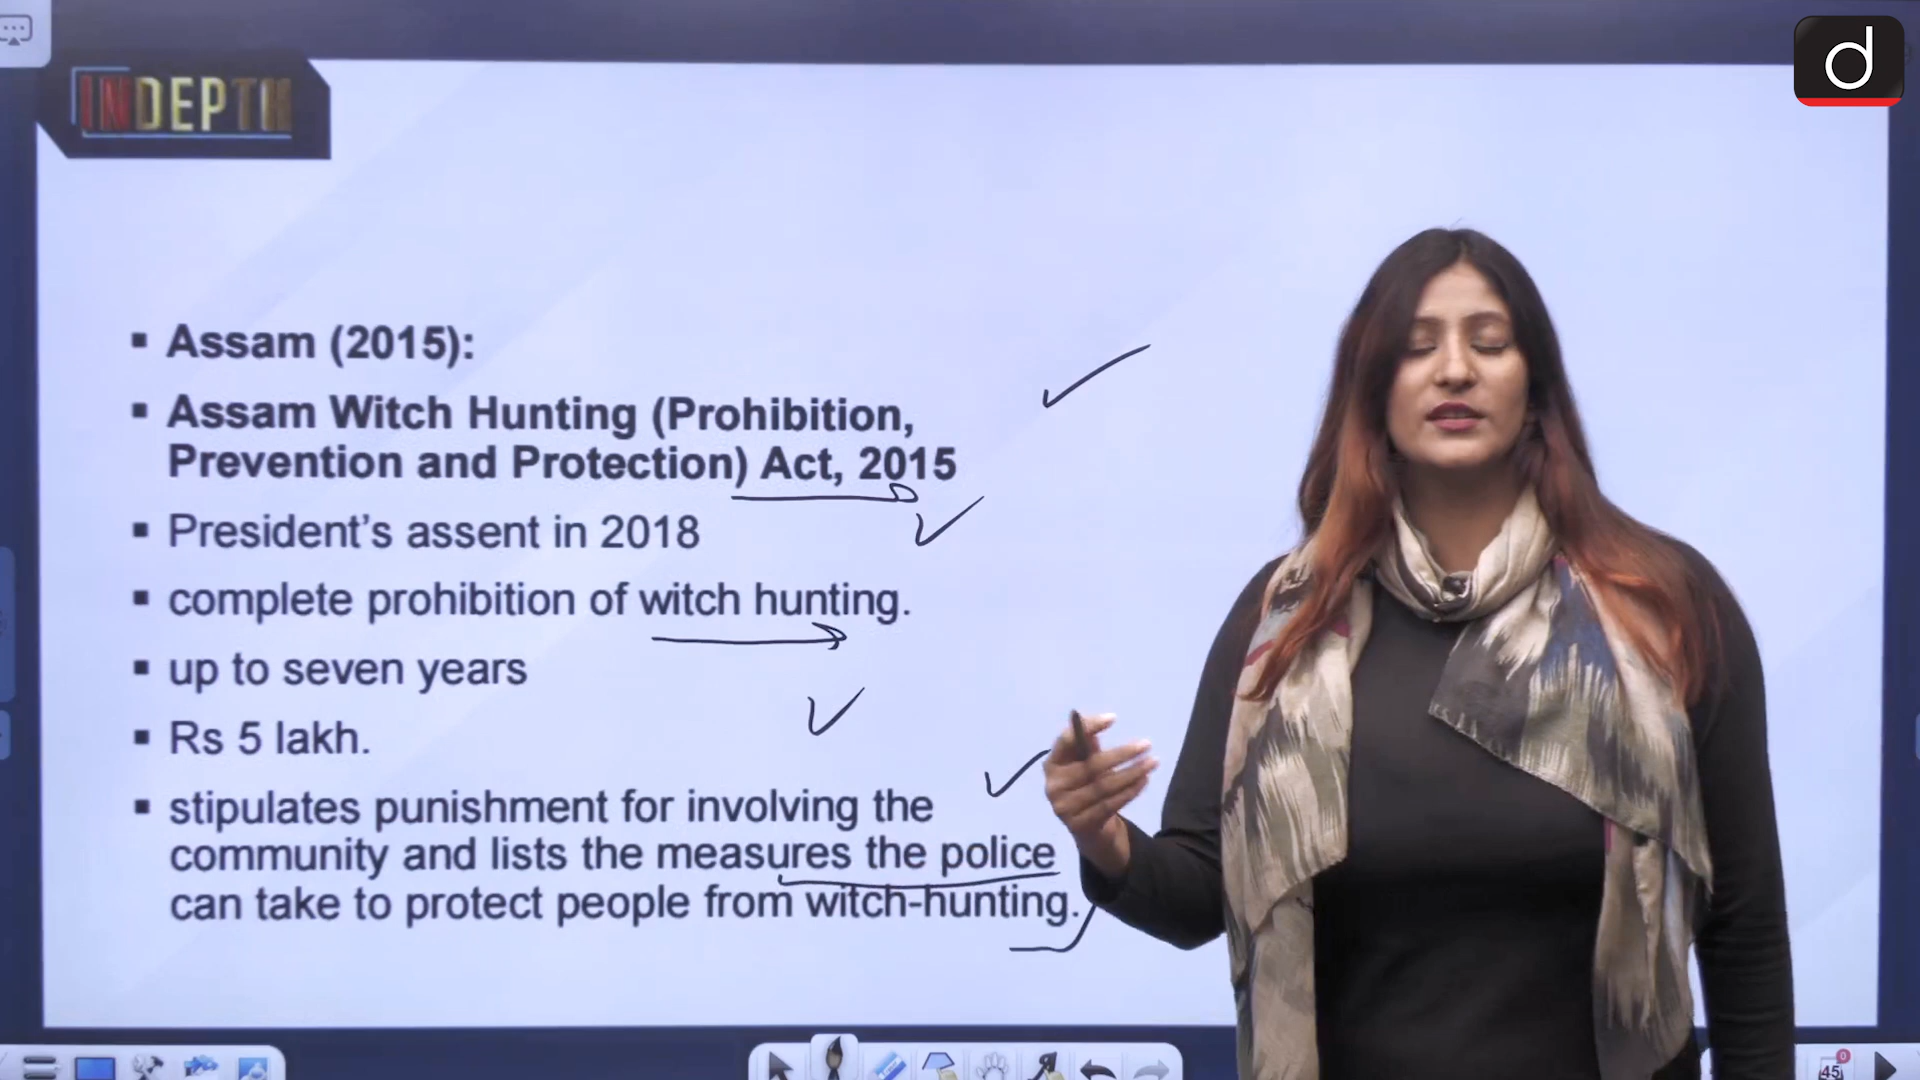 INDEPTH
d
Assam (2015):
Assam Witch Hunting (Prohibition,
Prevention and Protection) Act, 2015
President’s assent in 2018
complete prohibition of witch hunting.
up to seven years
Rs 5 lakh.
stipulates punishment for involving the
community and lists the measures the police
can take to protect people from witch-hunting.
0
45